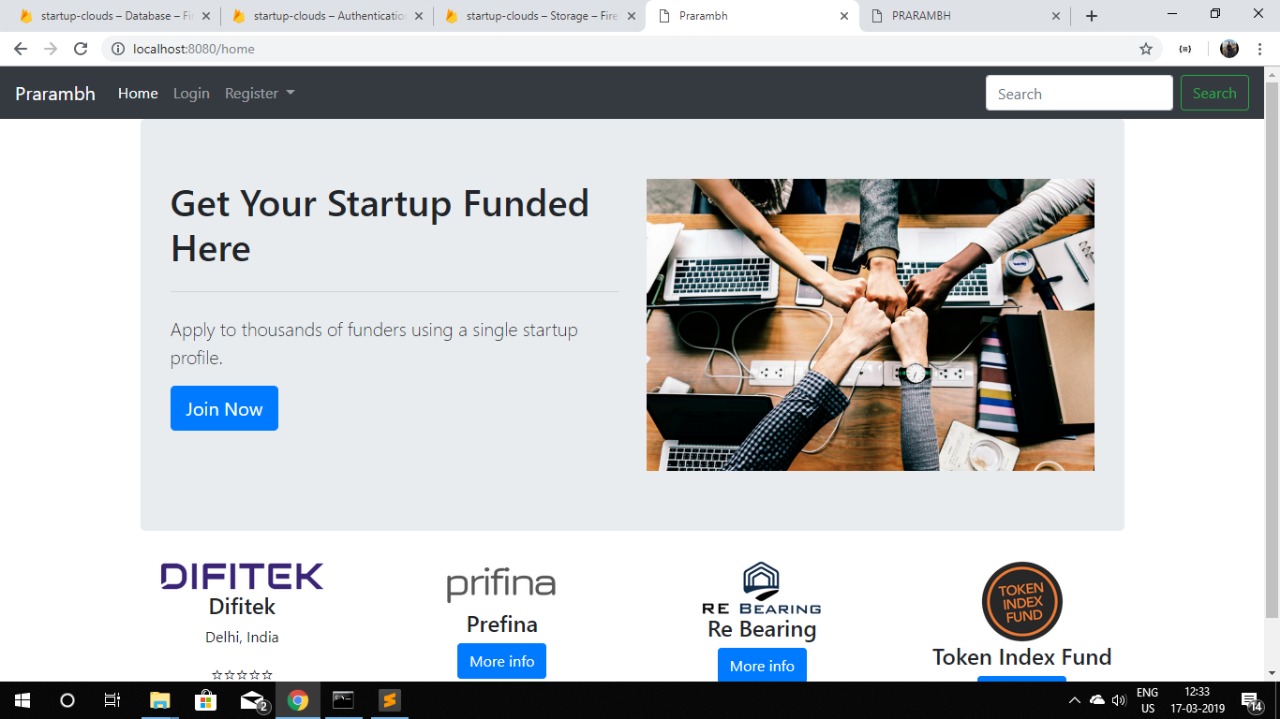 startup-clouds – Database – Fi
startup-clouds – Authenticatio
startup-clouds – Storage – Fire
Prarambh
PRARAMBH
localhost:8080/home
Prarambh
Home
Login
Register
Search
Search
Get Your Startup Funded
Here
Apply to thousands of funders using a single startup
profile.
Join Now
DIFITEK
Difitek
Delhi, India
☆☆☆☆☆
prifina
Prefina
More info
RE BEARING
Re Bearing
More info
TOKEN
INDEX
FUND
Token Index Fund
2
ENG
US
12:33
17-03-2019
14